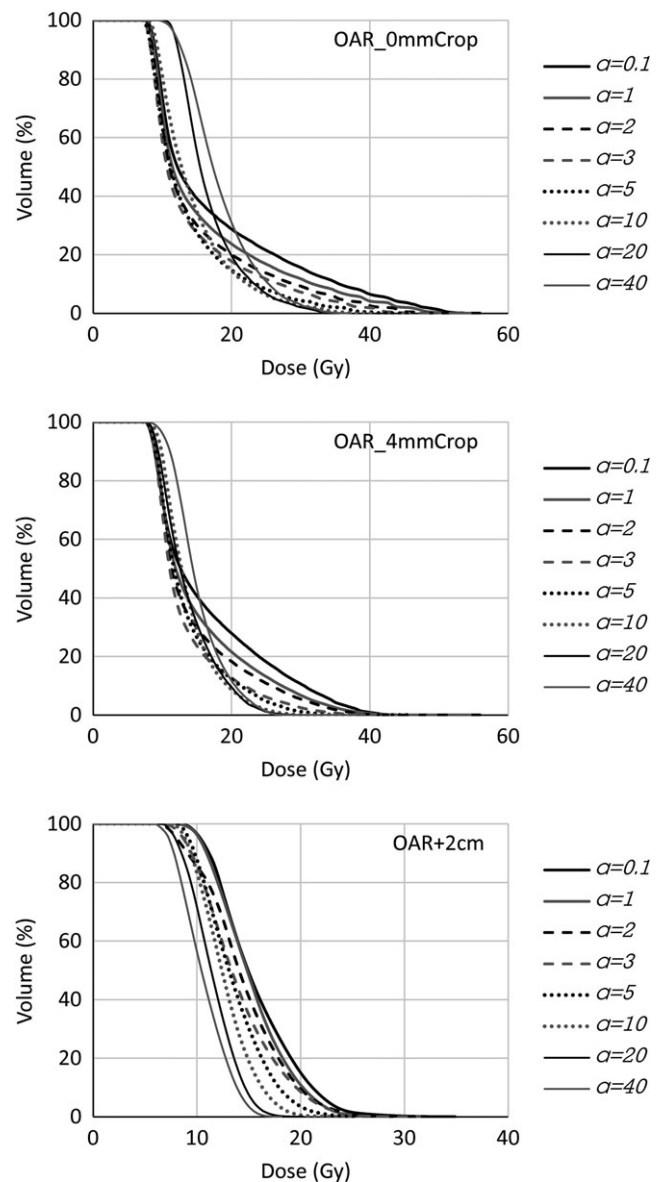 OAR_0mmCrop
100
80
60
40
20
0
Volume (%)
0 20 40 60
Dose (Gy)
a=0.1
a=1
a=2
a=3
a=5
a=10
a=20
a=40
OAR_4mmCrop
100
80
60
40
20
0
Volume (%)
0 20 40 60
Dose (Gy)
a=0.1
a=1
a=2
a=3
a=5
a=10
a=20
a=40
OAR+2cm
100
80
60
40
20
0
Volume (%)
0 10 20 30 40
Dose (Gy)
a=0.1
a=1
a=2
a=3
a=5
a=10
a=20
a=40